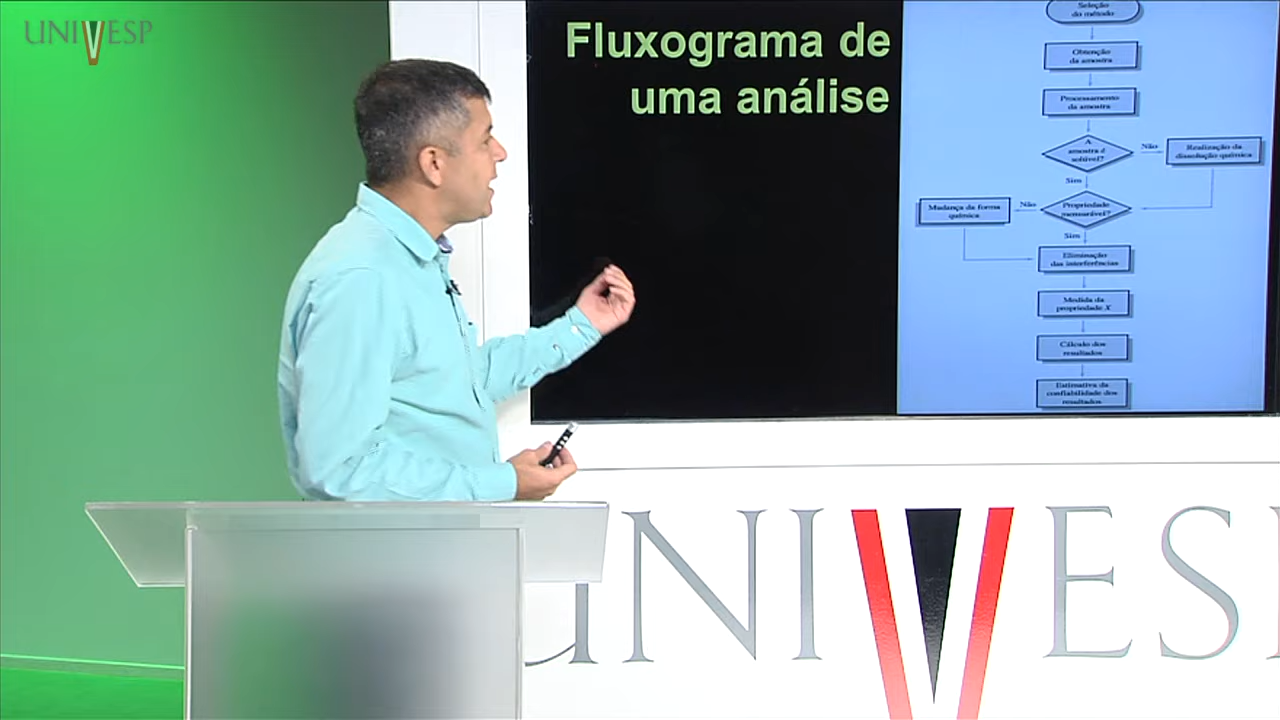 UNIVESP
Fluxograma de
uma análise
Seleção
do método
Obtenção
da amostra
Processamento
da amostra
A
amostra é
solúvel?
Não
Realização da
dissolução química
Sim
Mudança da forma
química
Não
Propriedade
mensurável?
Sim
Eliminação
das interferências
Medida da
propriedade X
Cálculo dos
resultados
Estimativa da
confiabilidade dos
resultados
UNIVES